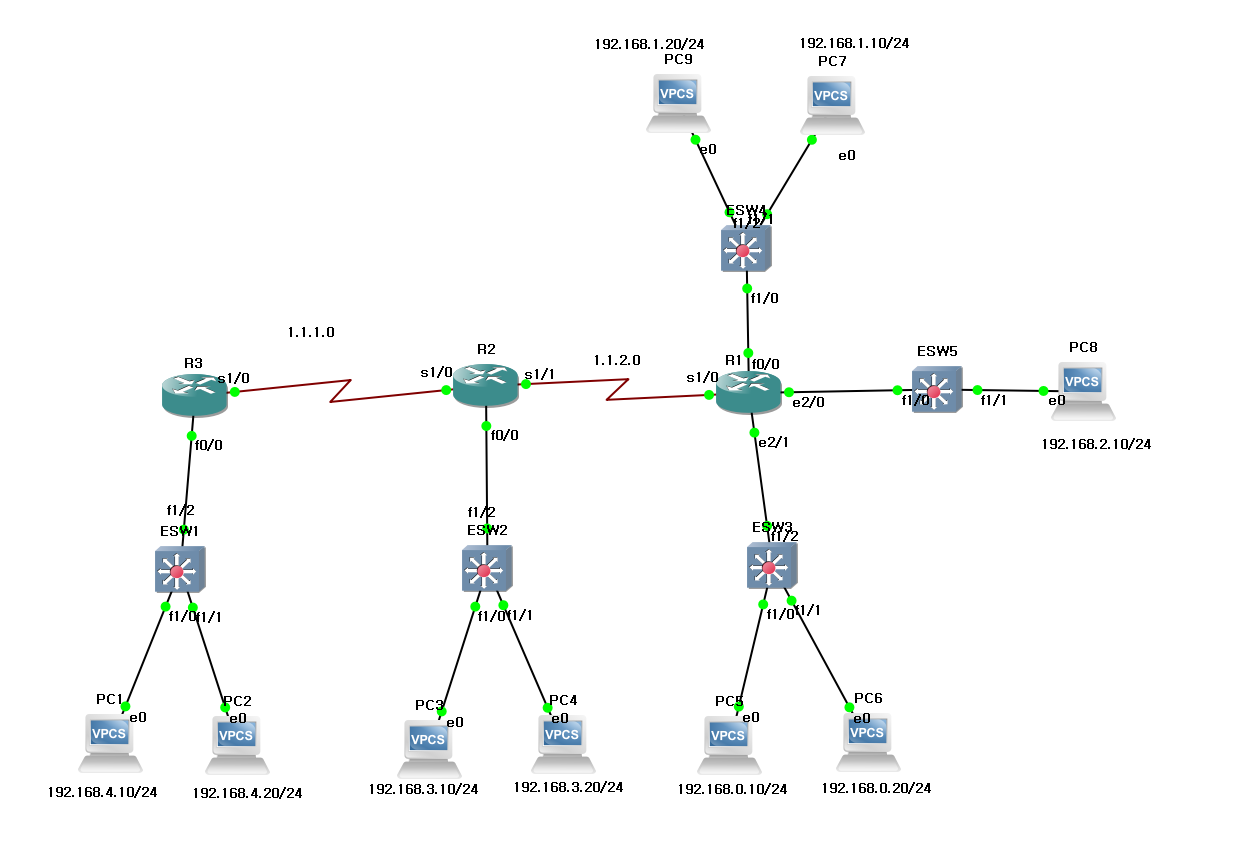 192.168.1.20/24
192.168.1.10/24
PC9
PC7
VPCS
VPCS
e0
e0
ESW4
f1/1
f1/2
f1/0
1.1.1.0
R3
s1/0
R2
s1/0
s1/1
1.1.2.0
R1
f0/0
s1/0
e2/0
ESW5
f1/0
f1/1
PC8
VPCS
e0
192.168.2.10/24
f0/0
f0/0
e2/1
f1/2
ESW1
f1/2
ESW2
ESW3
f1/2
f1/0
f1/1
f1/0
f1/1
f1/0
f1/1
PC1
e0
VPCS
PC2
e0
VPCS
PC3
e0
VPCS
PC4
e0
VPCS
PC5
e0
VPCS
PC6
e0
VPCS
192.168.4.10/24
192.168.4.20/24
192.168.3.10/24
192.168.3.20/24
192.168.0.10/24
192.168.0.20/24